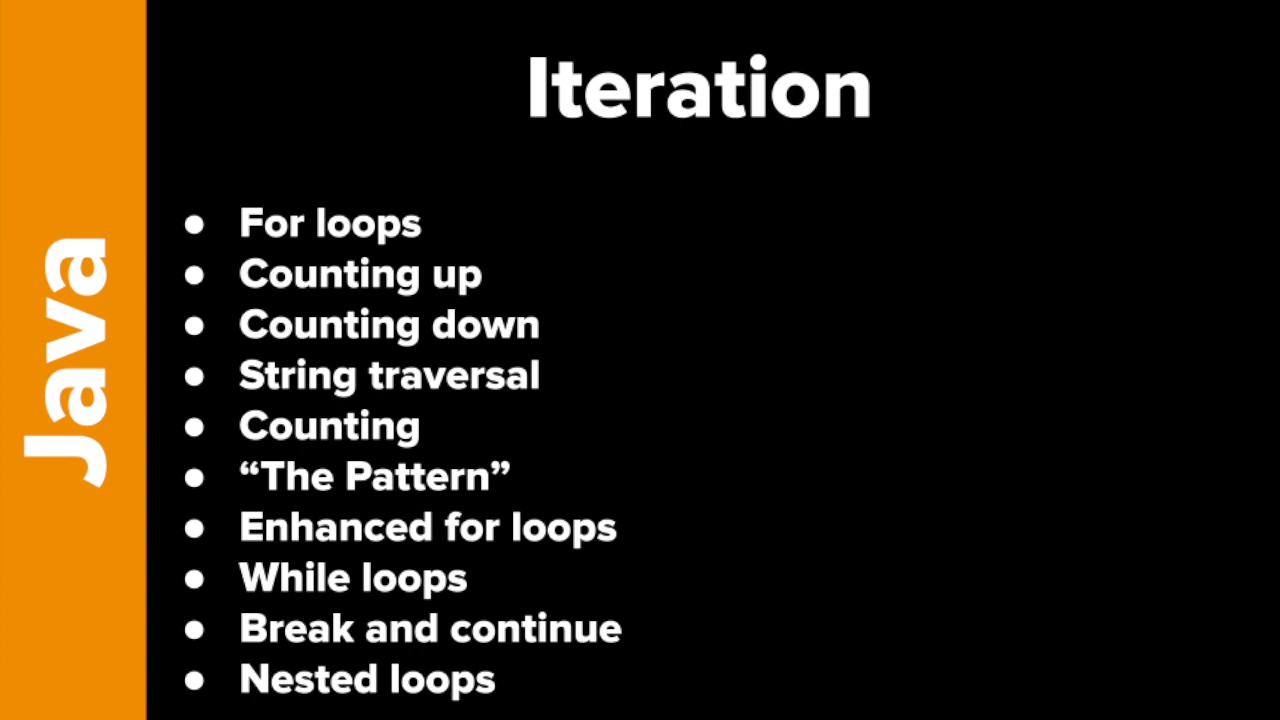 Java
Iteration
● For loops
● Counting up
● Counting down
● String traversal
● Counting
● “The Pattern”
● Enhanced for loops
● While loops
● Break and continue
● Nested loops